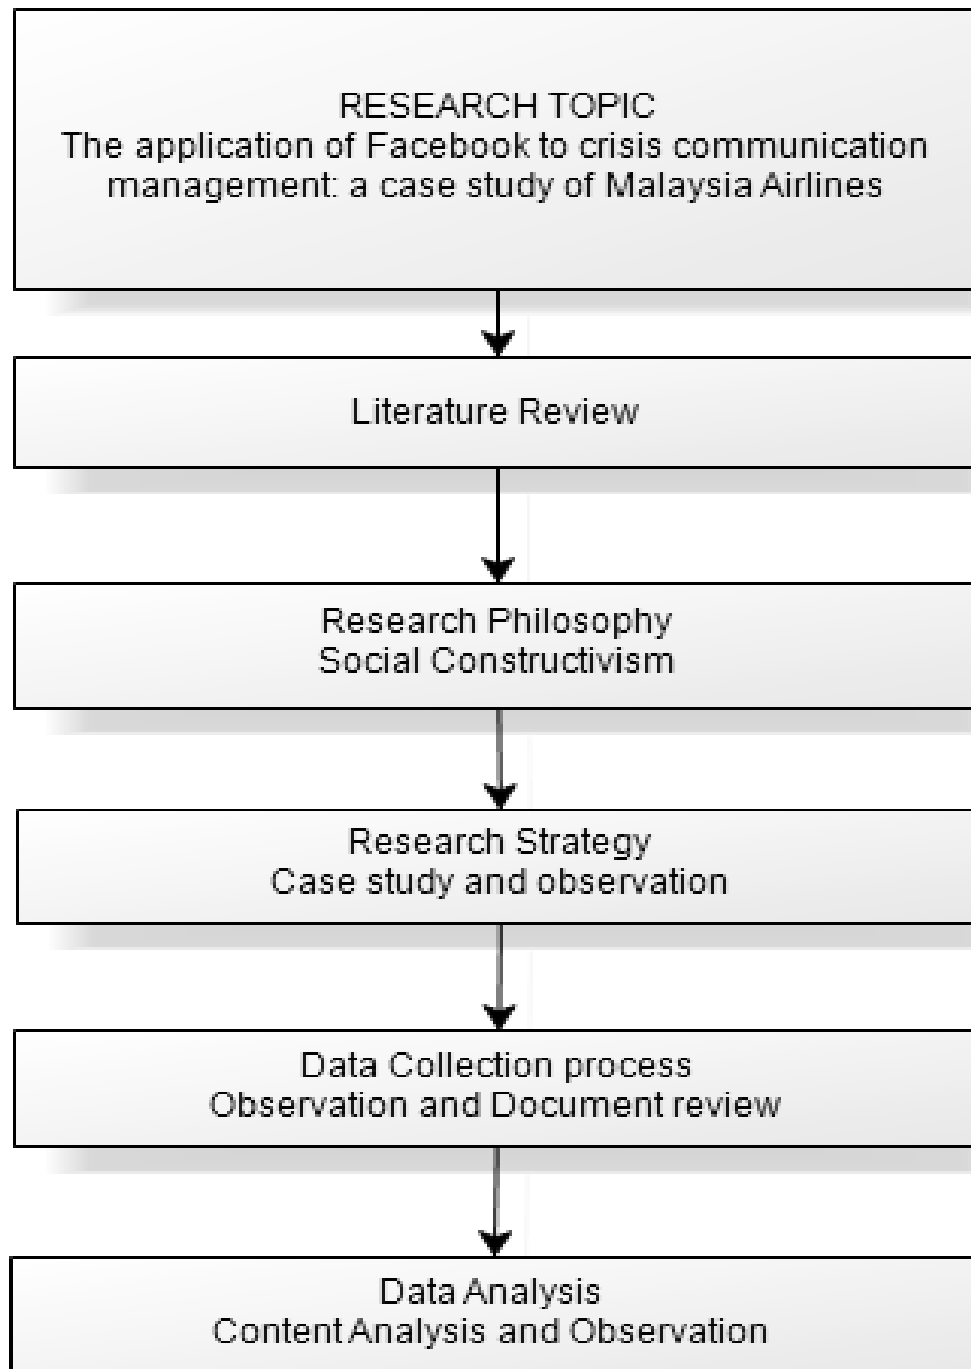 RESEARCH TOPIC
The application of Facebook to crisis communication
management: a case study of Malaysia Airlines
Literature Review
Research Philosophy
Social Constructivism
Research Strategy
Case study and observation
Data Collection process
Observation and Document review
Data Analysis
Content Analysis and Observation